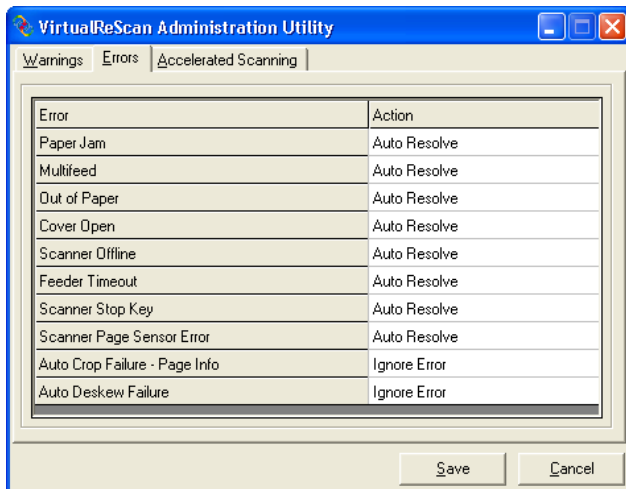 VirtualReScan Administration Utility
Warnings Errors Accelerated Scanning
Error Action
Paper Jam Auto Resolve
Multifeed Auto Resolve
Out of Paper Auto Resolve
Cover Open Auto Resolve
Scanner Offline Auto Resolve
Feeder Timeout Auto Resolve
Scanner Stop Key Auto Resolve
Scanner Page Sensor Error Auto Resolve
Auto Crop Failure - Page Info Ignore Error
Auto Deskew Failure Ignore Error
Save Cancel